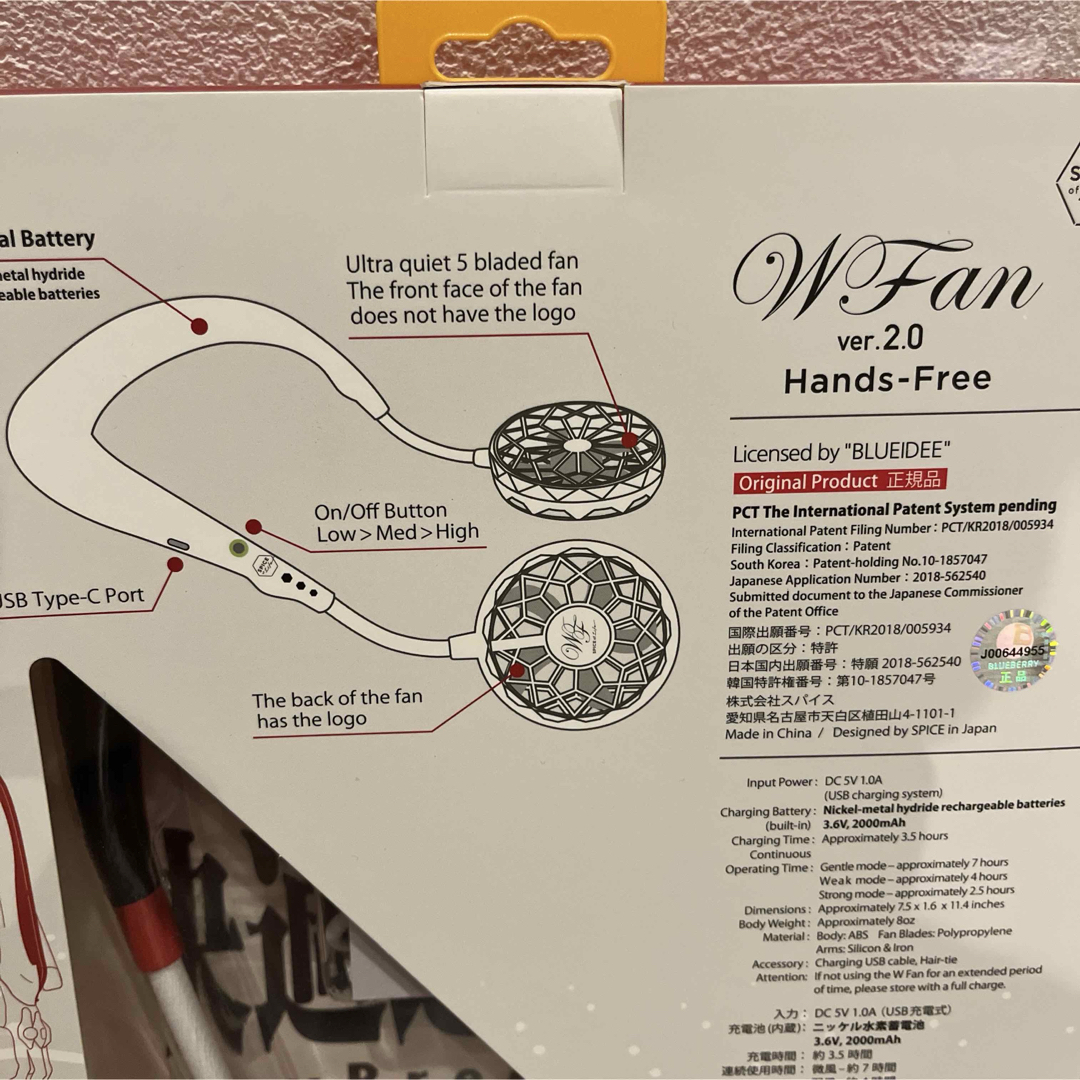 al Battery
metal hydride
eable batteries
Ultra quiet 5 bladed fan
The front face of the fan
does not have the logo
On/Off Button
Low > Med > High
USB Type-C Port
SPICE
The back of the fan
has the logo
WF
W Fan
ver.2.0
Hands-Free
Licensed by "BLUEIDEE"
Original Product 正規品
PCT The International Patent System pending
International Patent Filing Number : PCT/KR2018/005934
Filing Classification : Patent
South Korea : Patent-holding No.10-1857047
Japanese Application Number : 2018-562540
Submitted document to the Japanese Commissioner
of the Patent Office
国際出願番号 : PCT/KR2018/005934
出願の区分 : 特許
日本国内出願番号 : 特願 2018-562540
韓国特許権番号 : 第10-1857047号
株式会社スパイス
愛知県名古屋市天白区植田山4-1101-1
Made in China / Designed by SPICE in Japan
J00644955
BLUEBERRY
正品
Input Power : DC 5V 1.0A
(USB charging system)
Charging Battery : Nickel-metal hydride rechargeable batteries
(built-in) 3.6V, 2000mAh
Charging Time : Approximately 3.5 hours
Continuous
Operating Time : Gentle mode – approximately 7 hours
Weak mode – approximately 4 hours
Strong mode – approximately 2.5 hours
Dimensions : Approximately 7.5 x 1.6 x 11.4 inches
Body Weight : Approximately 8oz
Material : Body: ABS Fan Blades: Polypropylene
Arms: Silicon & Iron
Accessory : Charging USB cable, Hair-tie
Attention: If not using the W Fan for an extended period
of time, please store with a full charge.
入力 : DC 5V 1.0A (USB充電式)
充電池 (内蔵) : ニッケル水素蓄電池
3.6V, 2000mAh
充電時間 : 約 3.5 時間
連続使用時間 : 微風 – 約 7 時間